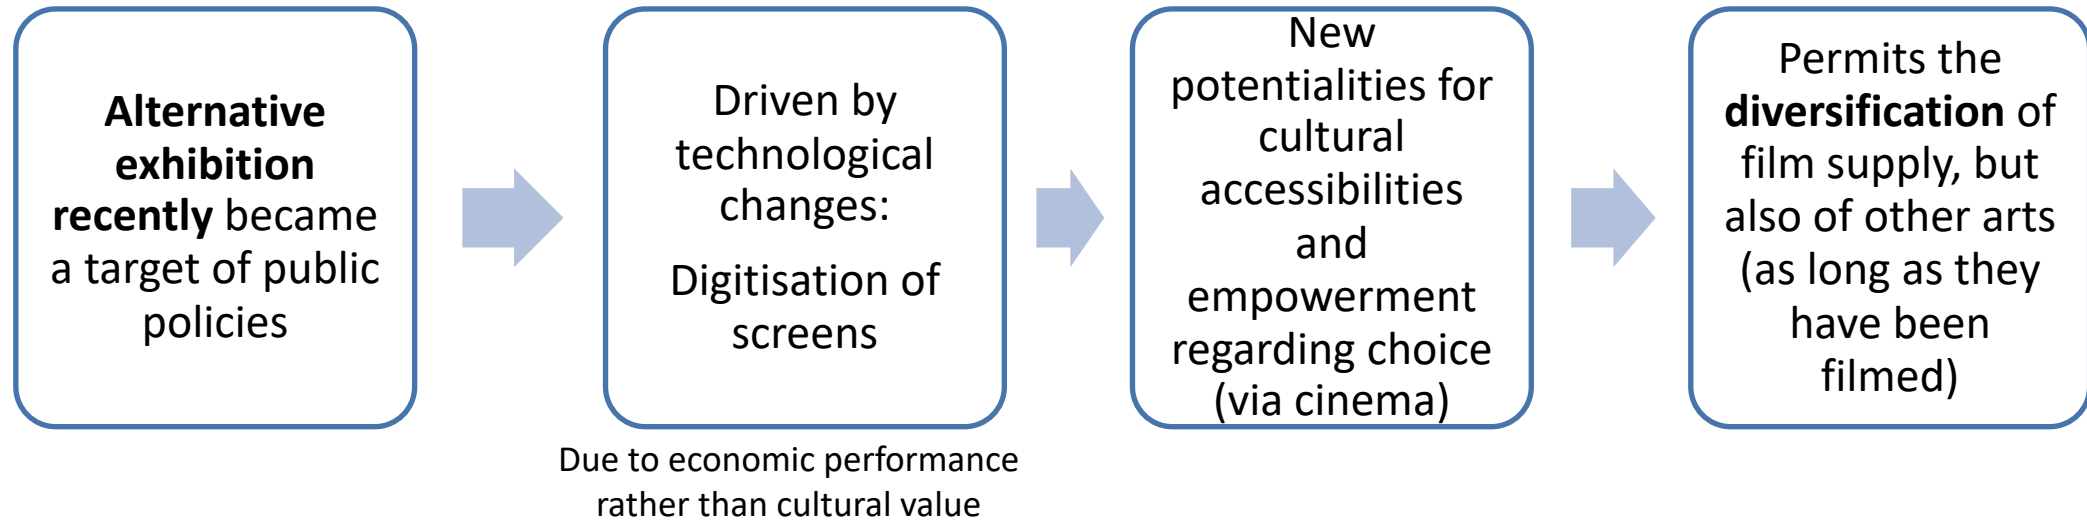 Alternative
exhibition
recently became
a target of public
policies
Driven by
technological
changes:
Digitisation of
screens
Due to economic performance
rather than cultural value
New
potentialities for
cultural
accessibilities
and
empowerment
regarding choice
(via cinema)
Permits the
diversification of
film supply, but
also of other arts
(as long as they
have been
filmed)